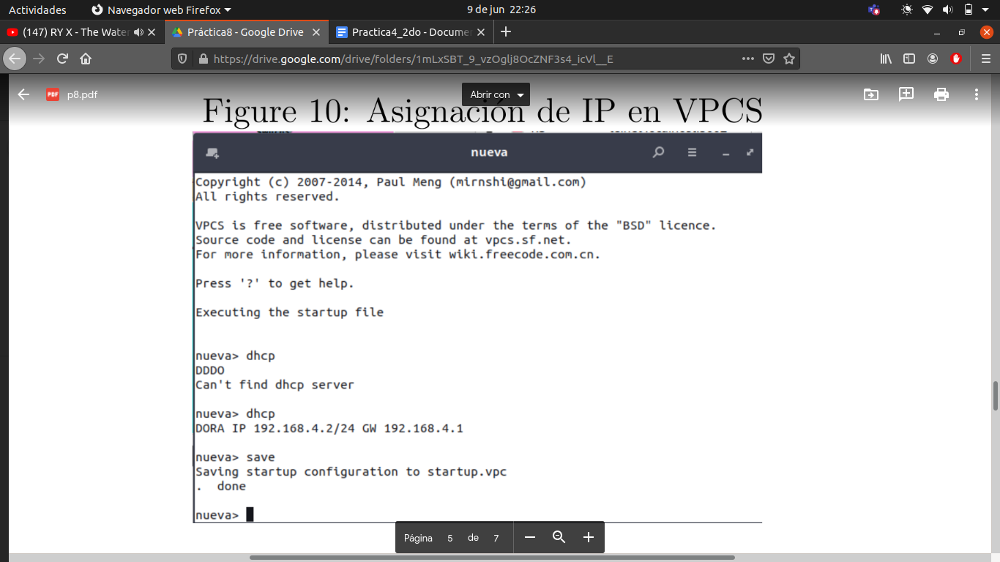 Actividades
Navegador web Firefox
9 de jun 22:26
(147) RY X - The Water
Práctica8 - Google Drive
Practica4_2do - Documen
https://drive.google.com/drive/folders/1mLxSBT_9_vzOglj8OcZNF3s4_icVl__E
PDF p8.pdf
Abrir con
Figure 10: Asignación de IP en VPCS
nueva
Copyright (c) 2007-2014, Paul Meng (mirnshi@gmail.com)
All rights reserved.
VPCS is free software, distributed under the terms of the "BSD" licence.
Source code and license can be found at vpcs.sf.net.
For more information, please visit wiki.freecode.com.cn.
Press '?' to get help.
Executing the startup file
nueva> dhcp
DDDO
Can't find dhcp server
nueva> dhcp
DORA IP 192.168.4.2/24 GW 192.168.4.1
nueva> save
Saving startup configuration to startup.vpc
. done
nueva>
Página 5 de 7